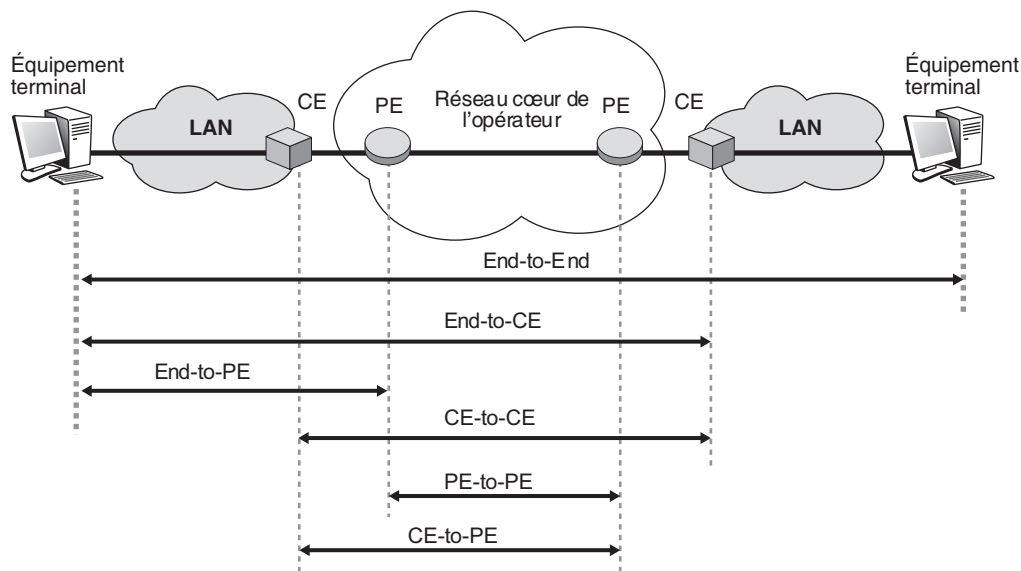 Équipement
terminal
LAN
CE
PE
Réseau cœur de
l'opérateur
PE
CE
LAN
Équipement
terminal
End-to-End
End-to-CE
End-to-PE
CE-to-CE
PE-to-PE
CE-to-PE